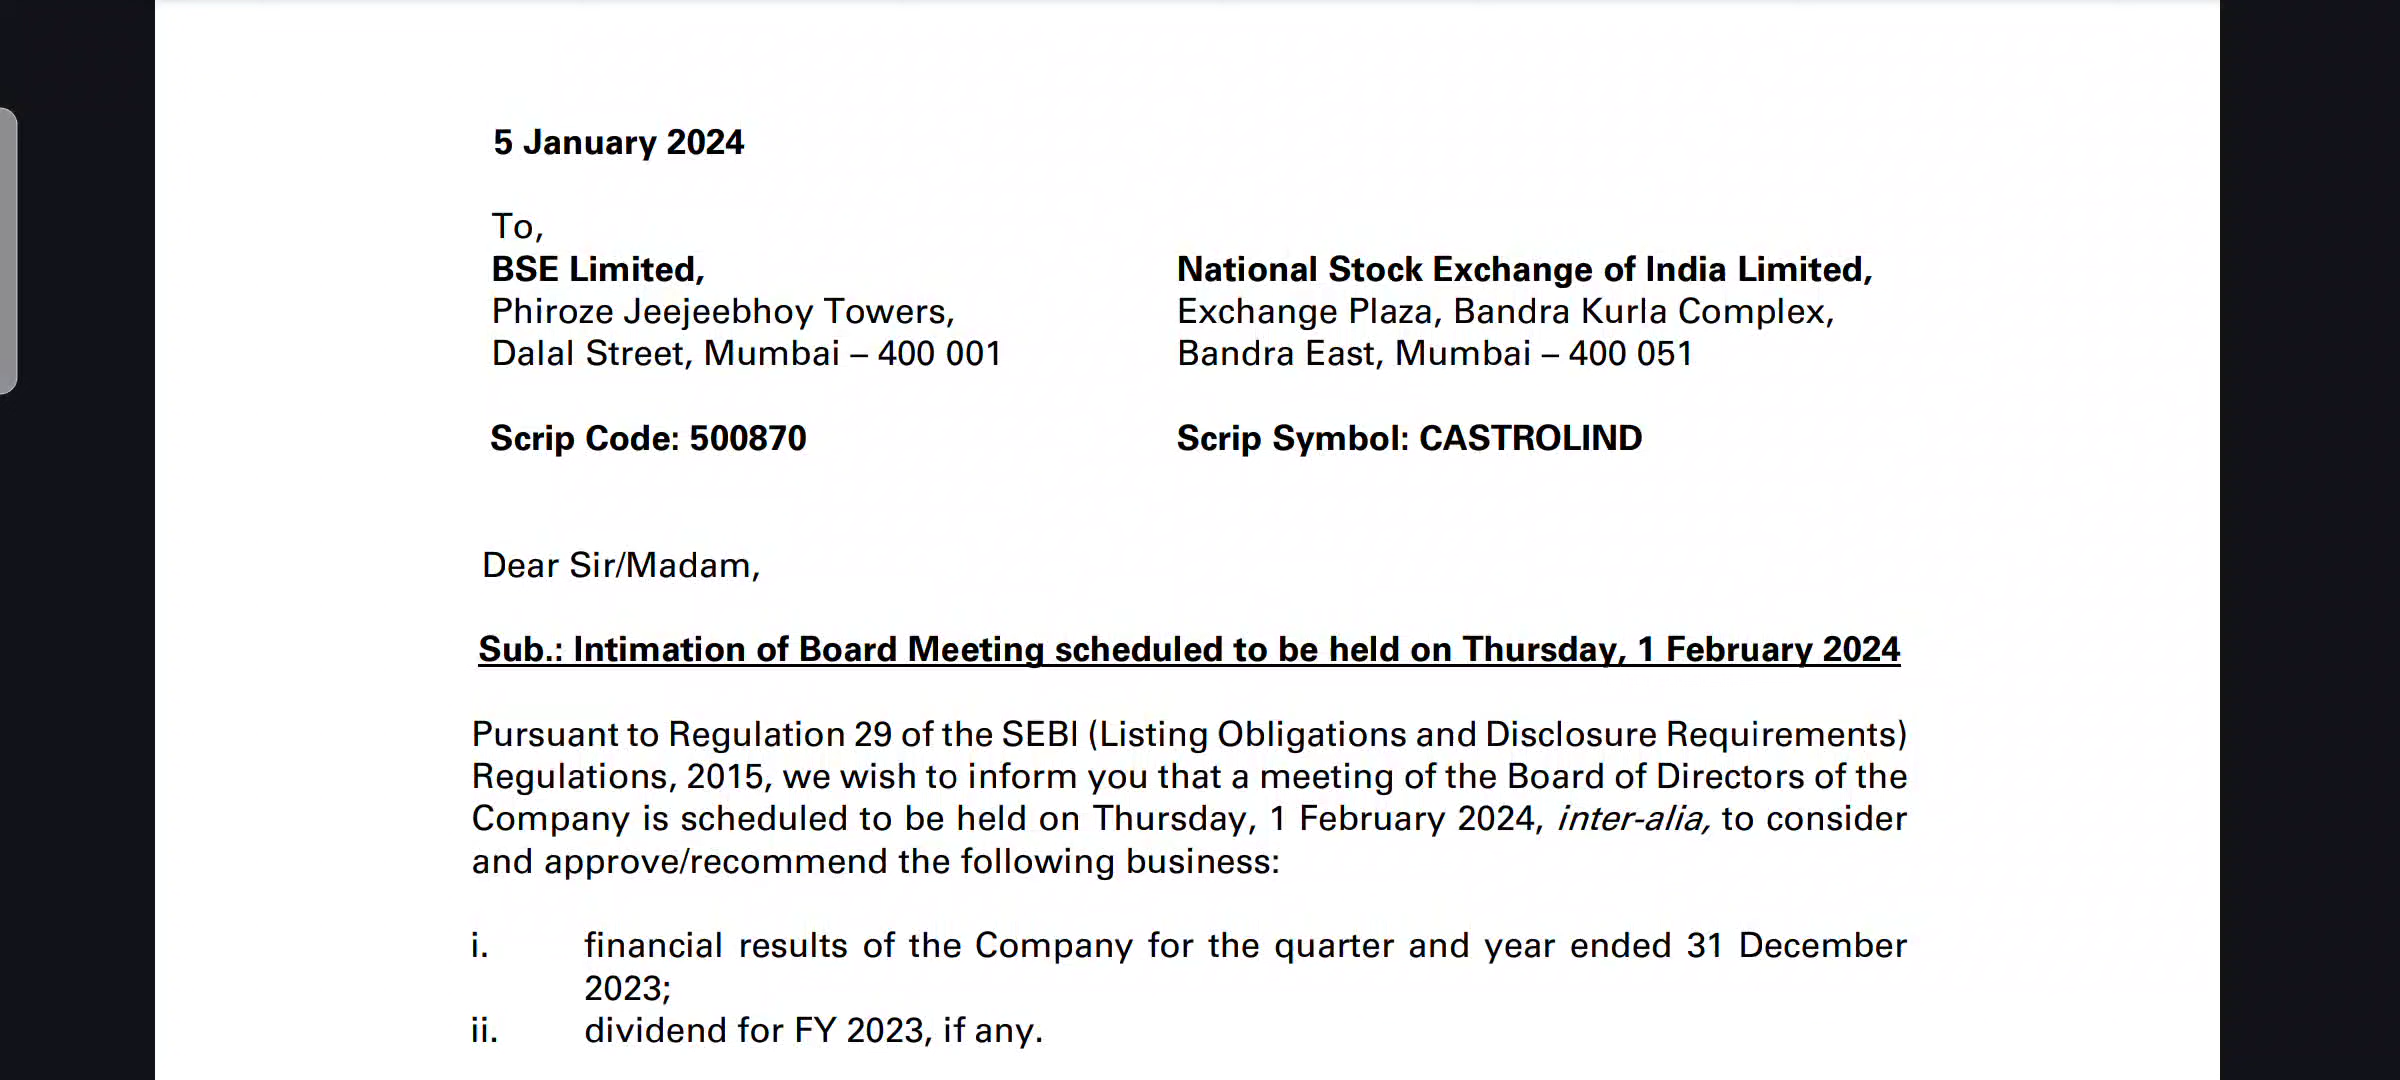 5 January 2024
To,
BSE Limited,
Phiroze Jeejeebhoy Towers,
Dalal Street, Mumbai – 400 001
Scrip Code: 500870
National Stock Exchange of India Limited,
Exchange Plaza, Bandra Kurla Complex,
Bandra East, Mumbai – 400 051
Scrip Symbol: CASTROLIND
Dear Sir/Madam,
Sub.: Intimation of Board Meeting scheduled to be held on Thursday, 1 February 2024
Pursuant to Regulation 29 of the SEBI (Listing Obligations and Disclosure Requirements)
Regulations, 2015, we wish to inform you that a meeting of the Board of Directors of the
Company is scheduled to be held on Thursday, 1 February 2024, inter-alia, to consider
and approve/recommend the following business:
i. financial results of the Company for the quarter and year ended 31 December
2023;
ii. dividend for FY 2023, if any.